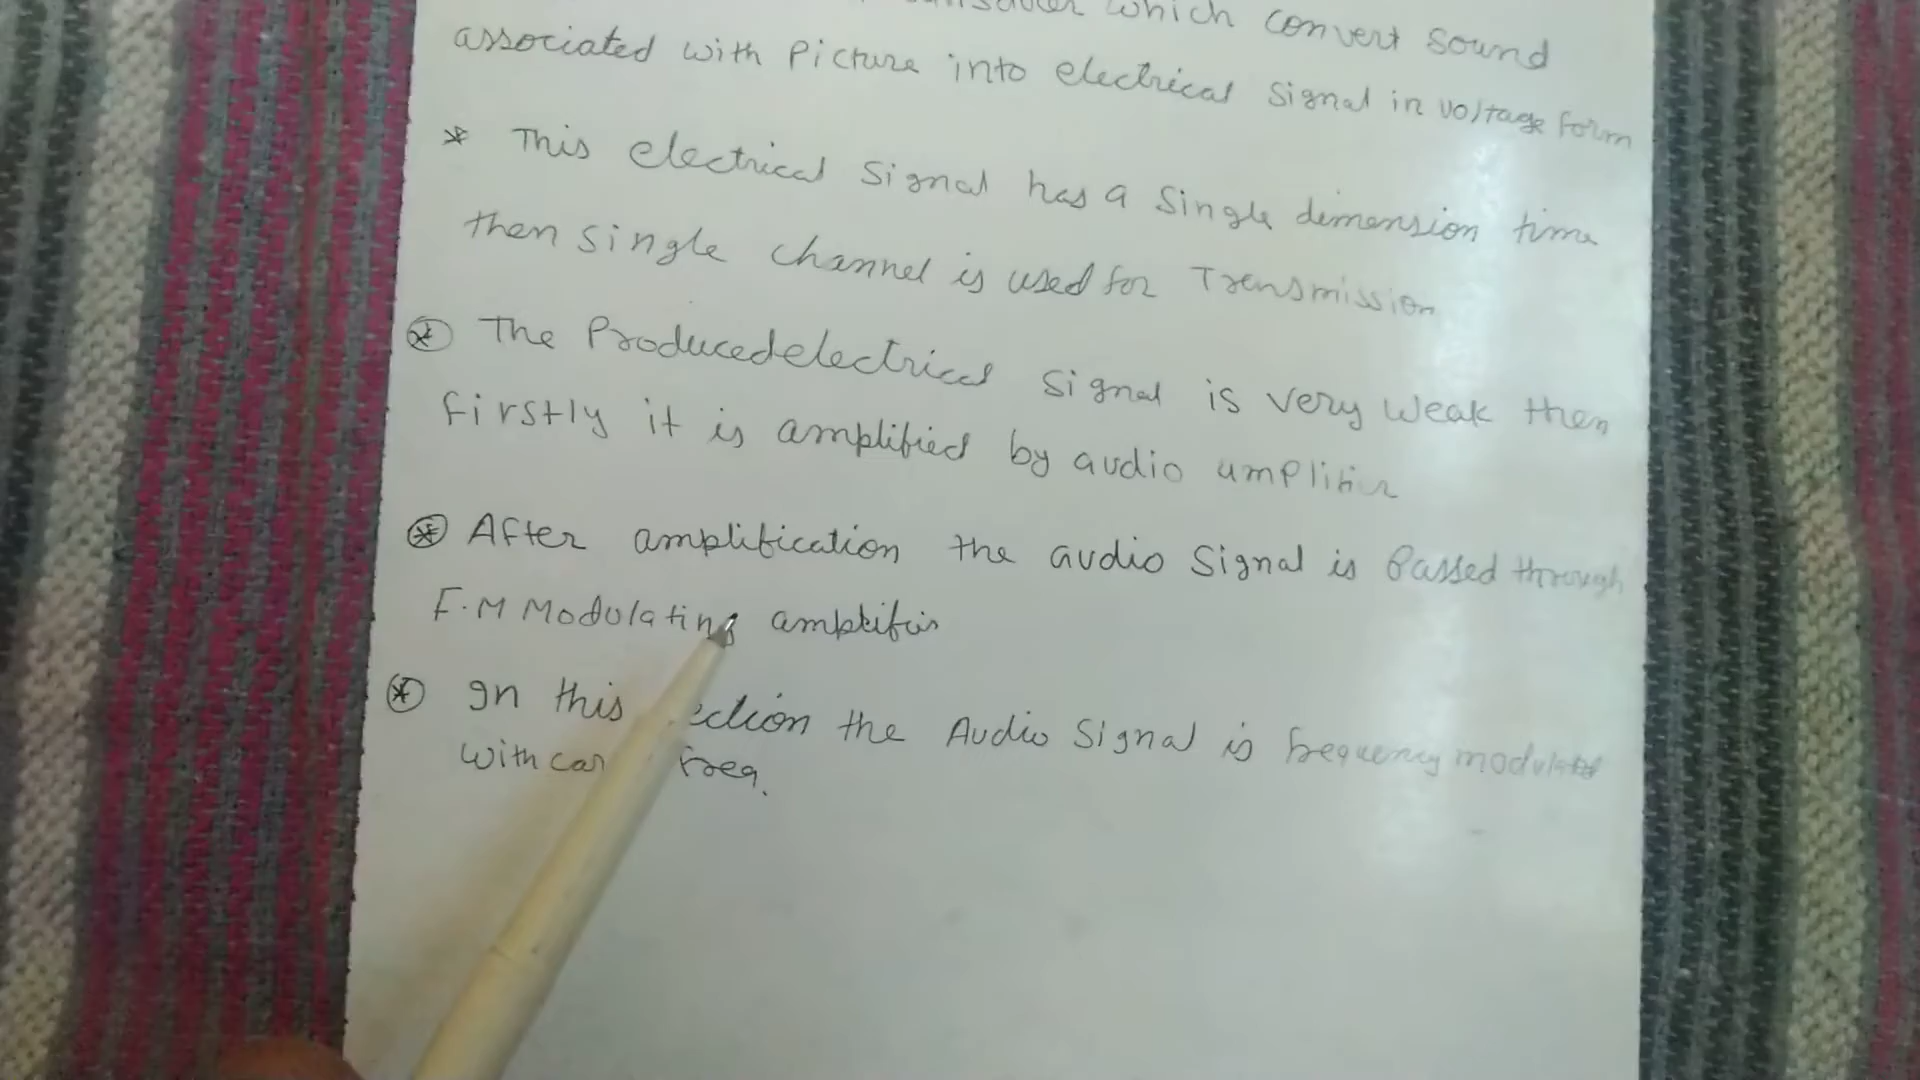 which convert sound
associated with Picture into electrical signal in voltage form
* This electrical signal has a single dimension time
then single channel is used for Transmission
* The Produced electrical signal is very weak then
firstly it is amplified by audio amplifier
* After amplification the audio signal is Passed through
F.M Modulating amplifier
* In this the Audio Signal is frequency modulated
with freq.